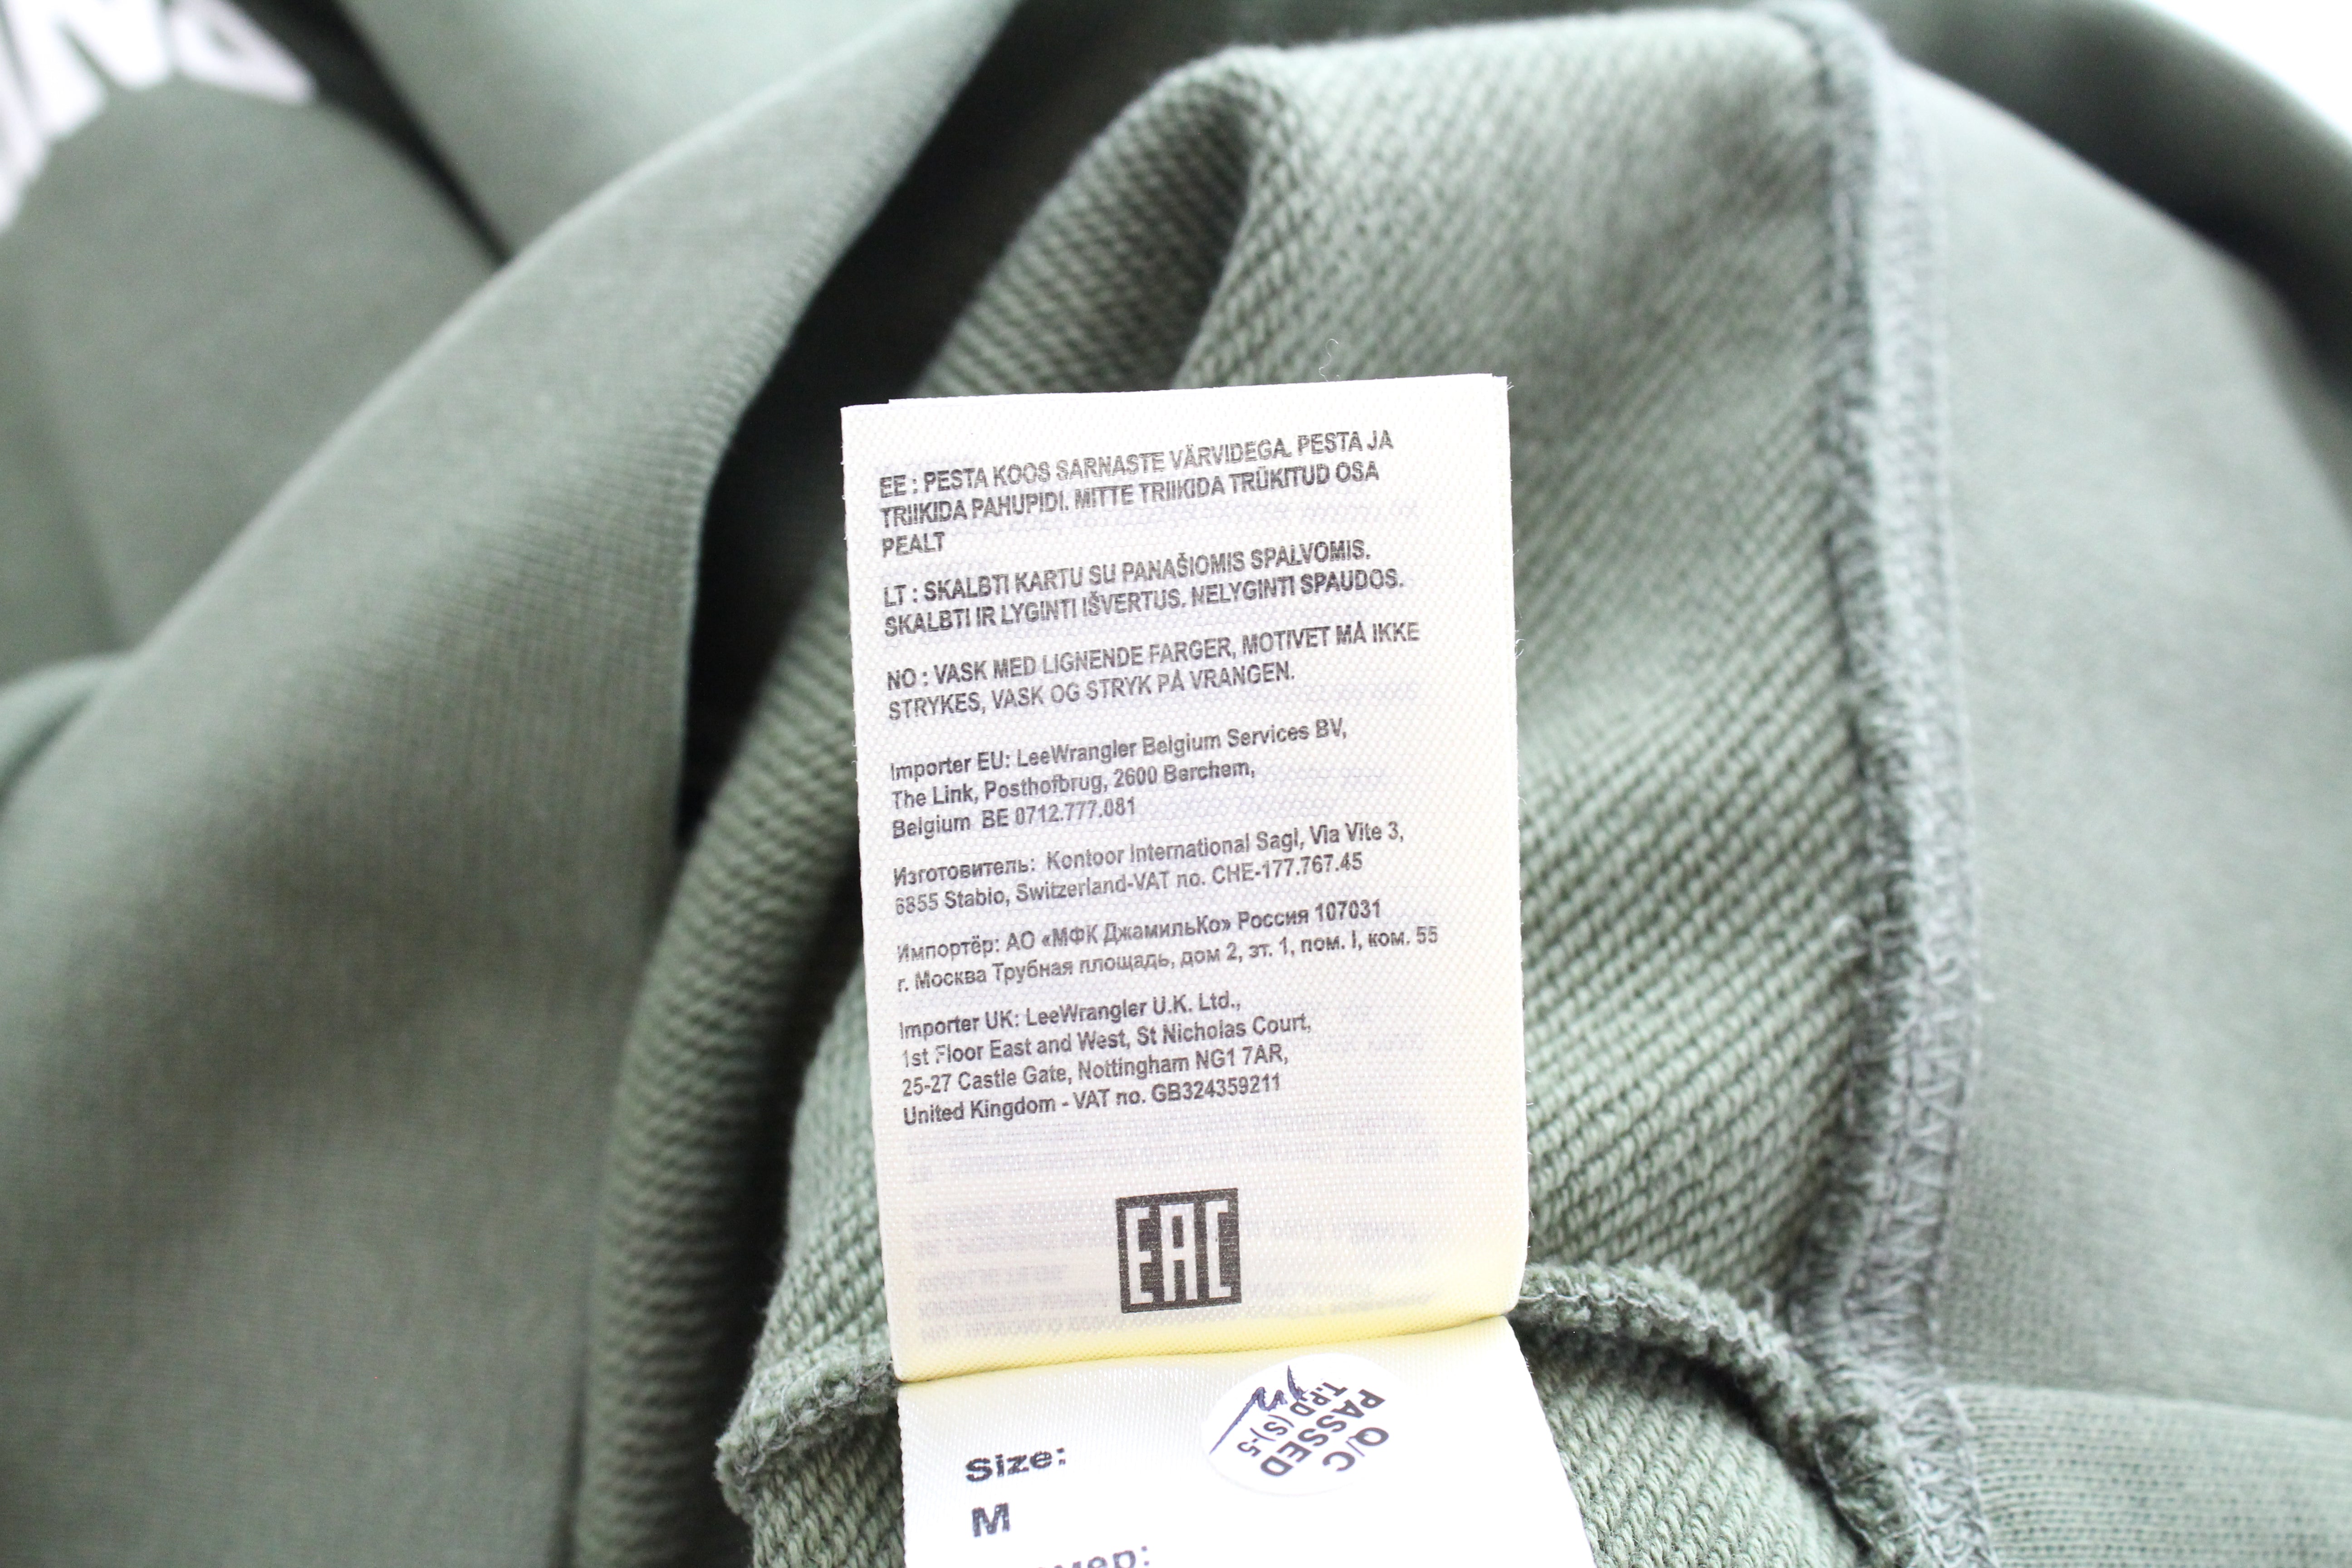 EE : PESTA KOOS SARNASTE VÄRVIDEGA. PESTA JA
TRIIKIDA PAHUPIDI. MITTE TRIIKIDA TRÜKITUD OSA
PEALT
LT : SKALBTI KARTU SU PANAŠIOMIS SPALVOMIS.
SKALBTI IR LYGINTI IŠVERTUS. NELYGINTI SPAUDOS.
NO : VASK MED LIGNENDE FARGER, MOTIVET MÅ IKKE
STRYKES, VASK OG STRYK PÅ VRANGEN.
Importer EU: LeeWrangler Belgium Services BV,
The Link, Posthofbrug, 2600 Berchem,
Belgium BE 0712.777.081
Изготовитель: Kontoor International Sagl, Via Vite 3,
6855 Stabio, Switzerland-VAT no. CHE-177.767.45
Импортёр: АО «МФК ДжамильКо» Россия 107031
г. Москва Трубная площадь, дом 2, эт. 1, пом. I, ком. 55
Importer UK: LeeWrangler U.K. Ltd.,
1st Floor East and West, St Nicholas Court,
25-27 Castle Gate, Nottingham NG1 7AR,
United Kingdom - VAT no. GB324359211
EAC
Q/C
PASSED
T.P.D (S)-5
Size:
M